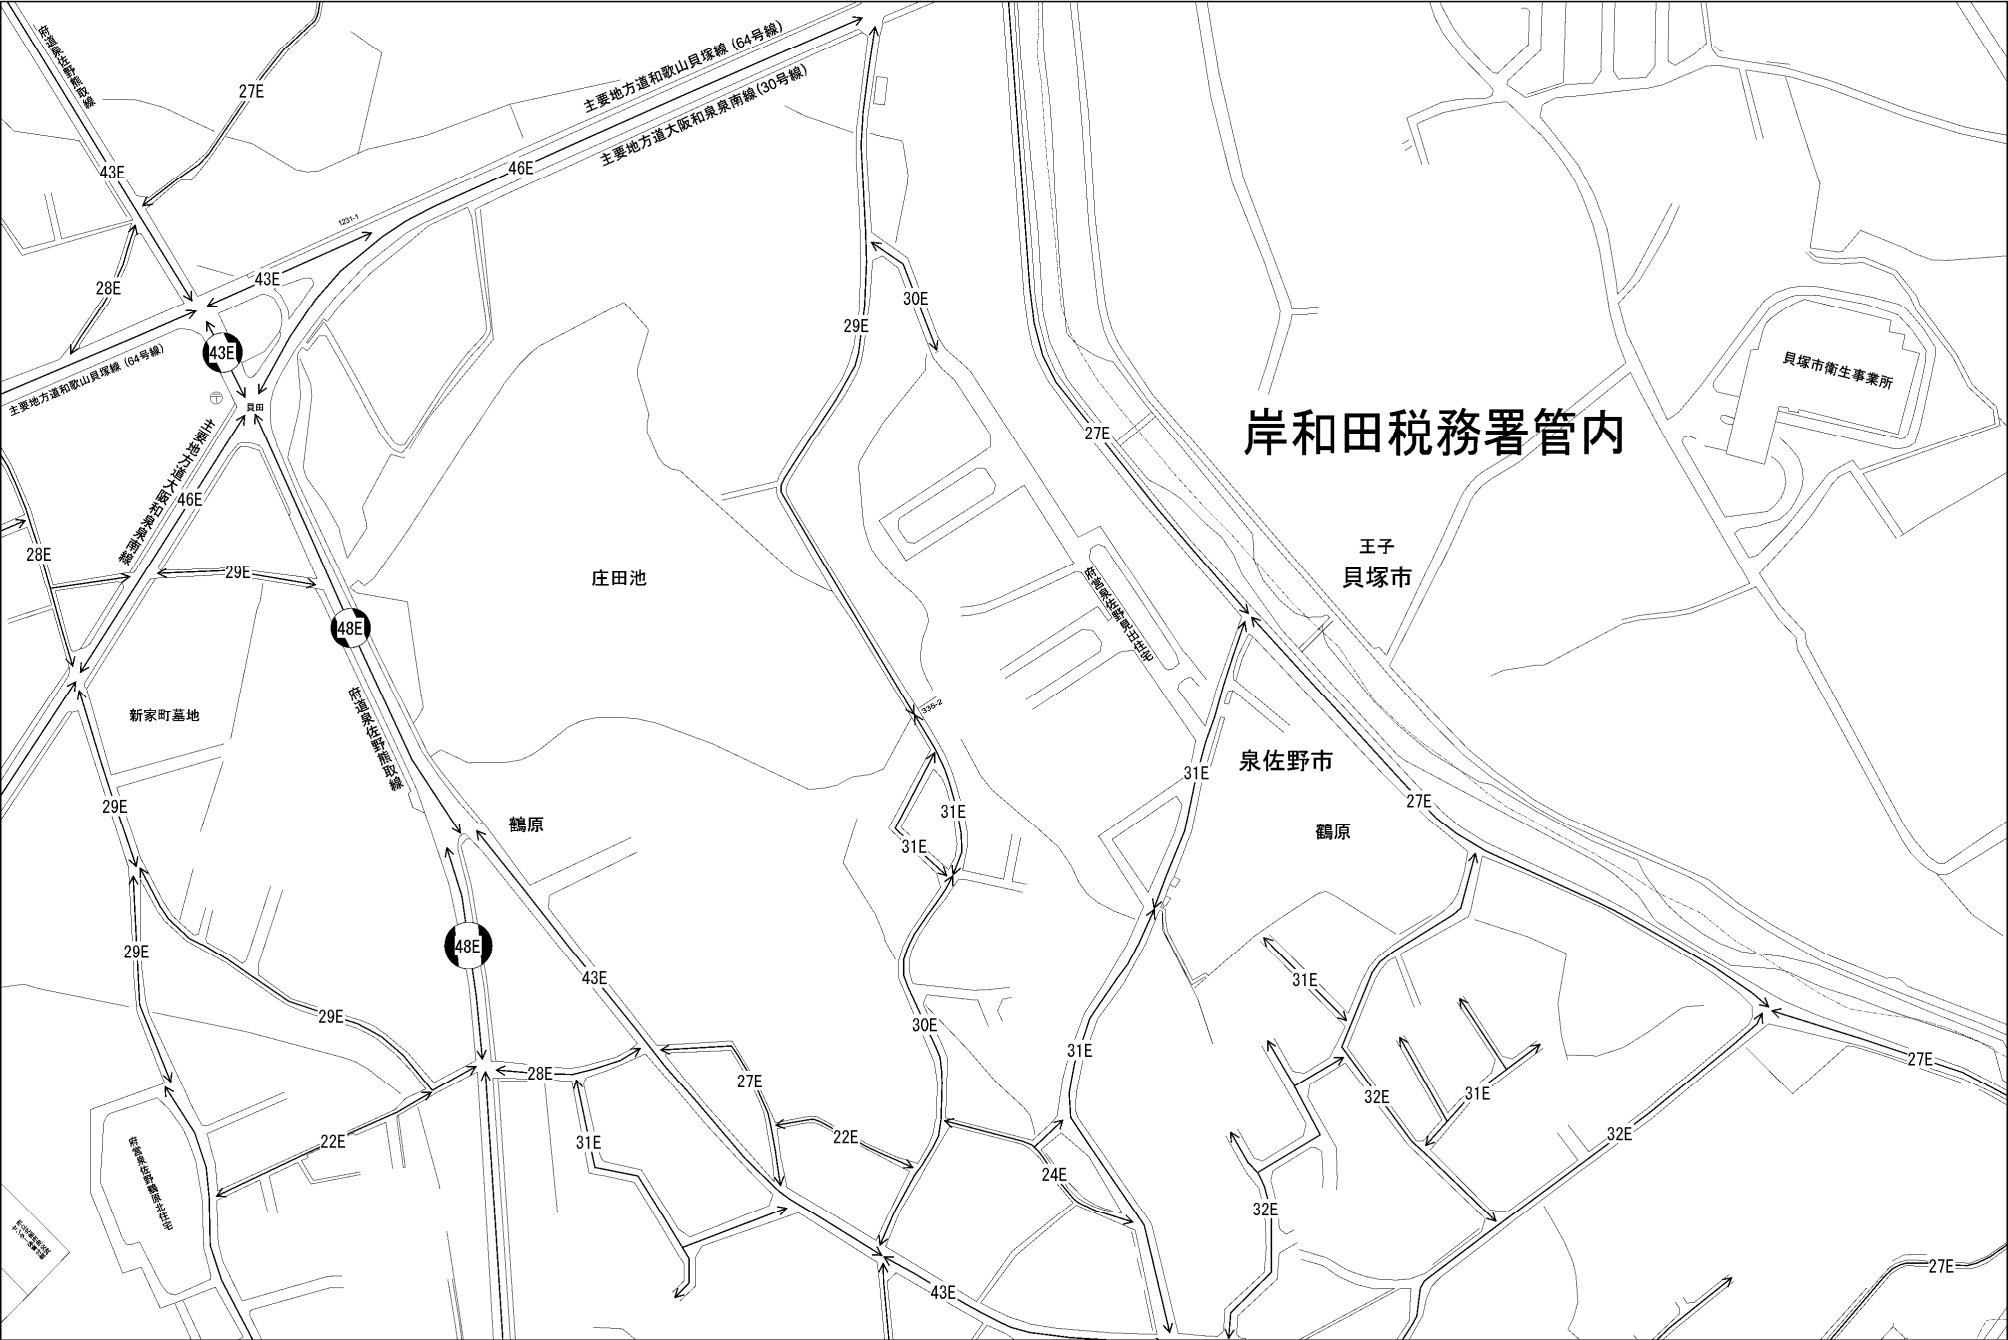 府道泉佐野熊取線
主要地方道和歌山貝塚線(64号線)
27E
主要地方道大阪和泉泉南線(30号線)
43E
46E
1231-1
43E
28E
30E
29E
43E
主要地方道和歌山貝塚線(64号線)
貝塚市衛生事業所
貝田
主要地方道大阪和泉泉南線
27E
岸和田税務署管内
46E
28E
王子
29E
庄田池
貝塚市
府営泉佐野見出住宅
48E
新家町墓地
府道泉佐野熊取線
336-2
泉佐野市
31E
29E
31E
27E
鶴原
鶴原
31E
48E
29E
43E
31E
29E
30E
31E
28E
27E
27E
32E
31E
22E
31E
22E
32E
府営泉佐野鶴原北住宅
24E
32E
27E
43E